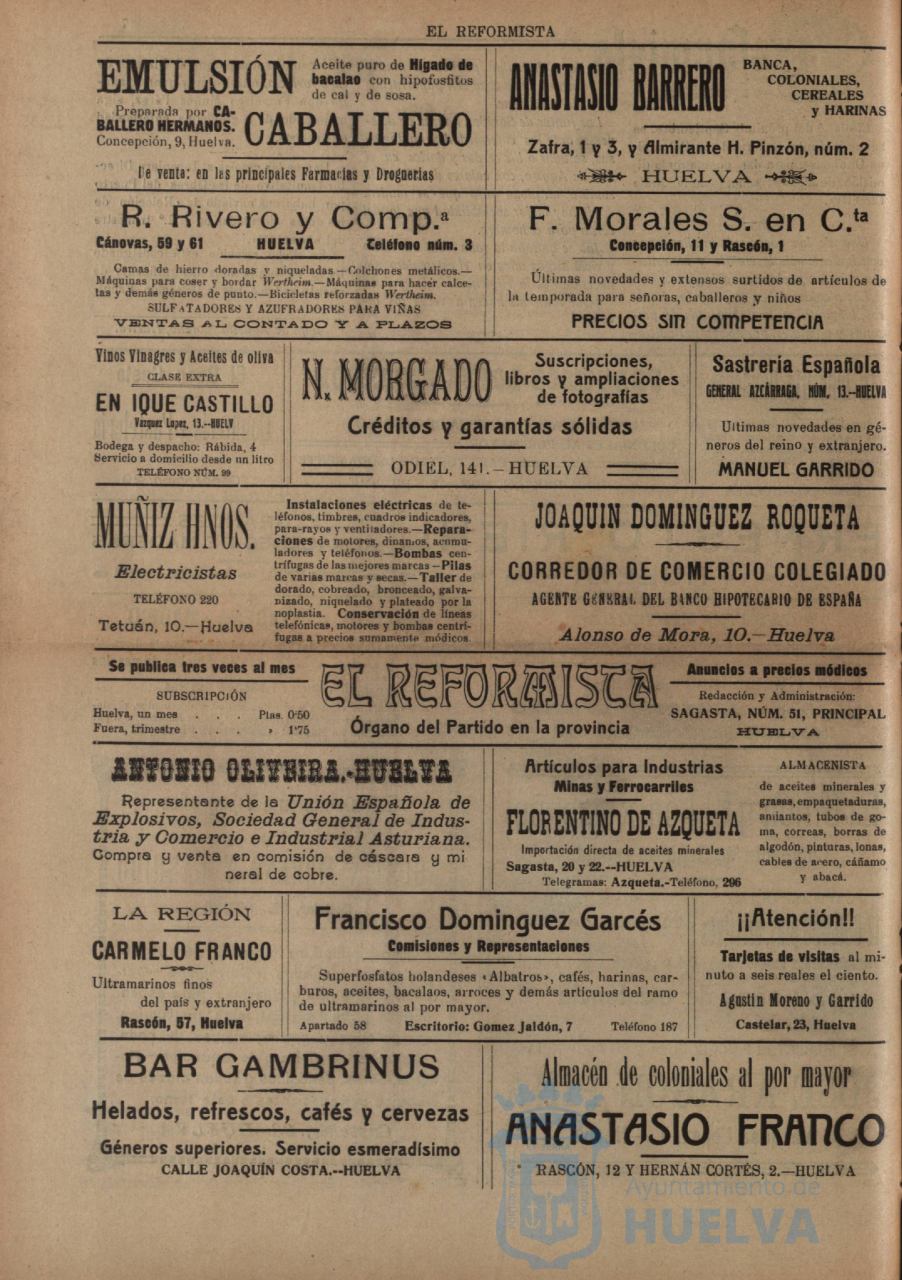 EL REFORMISTA
EMULSIÓN
Aceite puro de Hígado de
bacalao con hipofosfitos
de cal y de sosa.
Preparada por CA-
BALLERO HERMANOS.
Concepción, 9, Huelva.
CABALLERO
De venta: en las principales Farmacias y Droguerias
ANASTASIO BARRERO
BANCA,
COLONIALES,
CEREALES
y HARINAS
Zafra, 1 y 3, y Almirante H. Pinzón, núm. 2
HUELVA
R. Rivero y Comp.ª
Cánovas, 59 y 61 HUELVA Teléfono núm. 3
Camas de hierro doradas y niqueladas.—Colchones metálicos.—
Máquinas para coser y bordar Wertheim.—Máquinas para hacer calce-
tas y demás géneros de punto.—Bicicletas reforzadas Wertheim.
SULFATADORES Y AZUFRADORES PARA VIÑAS
VENTAS AL CONTADO Y A PLAZOS
F. Morales S. en C.ta
Concepción, 11 y Rascón, 1
Últimas novedades y extensos surtidos de artículos de
la temporada para señoras, caballeros y niños
PRECIOS SIN COMPETENCIA
Vinos Vinagres y Aceites de oliva
CLASE EXTRA
EN IQUE CASTILLO
Vázquez Lopez, 13.--HUELV
Bodega y despacho: Rábida, 4
Servicio a domicilio desde un litro
TELÉFONO NÚM. 99
N. MORGADO
Suscripciones,
libros y ampliaciones
de fotografías
Créditos y garantías sólidas
ODIEL, 141.—HUELVA
Sastrería Española
GENERAL AZCÁRRAGA, NÚM. 13.--HUELVA
Ultimas novedades en gé-
neros del reino y extranjero.
MANUEL GARRIDO
MUÑIZ HNOS.
Electricistas
TELÉFONO 220
Tetuán, 10.—Huelva
Instalaciones eléctricas de te-
léfonos, timbres, cuadros indicadores,
para-rayos y ventiladores.—Repara-
ciones de motores, dinamos, acumu-
ladores y teléfonos.—Bombas cen-
trífugas de las mejores marcas—Pilas
de varias marcas y secas.—Taller de
dorado, cobreado, bronceado, galva-
nizado, niquelado y plateado por la
noplastia. Conservación de líneas
telefónicas, motores y bombas centrí-
fugas a precios sumamente módicos.
JOAQUIN DOMINGUEZ ROQUETA
CORREDOR DE COMERCIO COLEGIADO
AGENTE GENERAL DEL BANCO HIPOTECARIO DE ESPAÑA
Alonso de Mora, 10.—Huelva
Se publica tres veces al mes
SUBSCRIPCIÓN
Huelva, un mes . . . Ptas. 0'50
Fuera, trimestre . . . » 1'75
EL REFORMISTA
Órgano del Partido en la provincia
Anuncios a precios módicos
Redacción y Administración:
SAGASTA, NÚM. 51, PRINCIPAL
HUELVA
ANTONIO OLIVEIRA.-HUELVA
Representante de la Unión Española de
Explosivos, Sociedad General de Indus-
tria y Comercio e Industrial Asturiana.
Compra y venta en comisión de cáscara y mi
neral de cobre.
Artículos para Industrias
Minas y Ferrocarriles
FLORENTINO DE AZQUETA
Importación directa de aceites minerales
Sagasta, 20 y 22.--HUELVA
Telegramas: Azqueta.-Teléfono, 296
ALMACENISTA
de aceites minerales y
grasas, empaquetaduras,
amiantos, tubos de go-
ma, correas, borras de
algodón, pinturas, lonas,
cables de acero, cáñamo
y abacá.
LA REGIÓN
CARMELO FRANCO
Ultramarinos finos
del país y extranjero
Rascón, 57, Huelva
Francisco Dominguez Garcés
Comisiones y Representaciones
Superfosfatos holandeses «Albatros», cafés, harinas, car-
buros, aceites, bacalaos, arroces y demás artículos del ramo
de ultramarinos al por mayor.
Apartado 58 Escritorio: Gomez Jaldón, 7 Teléfono 187
¡¡Atención!!
Tarjetas de visitas al mi-
nuto a seis reales el ciento.
Agustín Moreno y Garrido
Castelar, 23, Huelva
BAR GAMBRINUS
Helados, refrescos, cafés y cervezas
Géneros superiores. Servicio esmeradísimo
CALLE JOAQUÍN COSTA.--HUELVA
Almacén de coloniales al por mayor
ANASTASIO FRANCO
RASCÓN, 12 Y HERNÁN CORTÉS, 2.—HUELVA
Ayuntamiento de
HUELVA